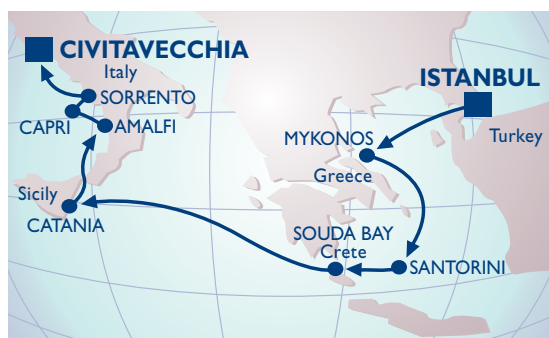 CIVITAVECCHIA
Italy
SORRENTO
CAPRI
AMALFI
Sicily
CATANIA
ISTANBUL
Turkey
MYKONOS
Greece
SOUDA BAY
Crete
SANTORINI